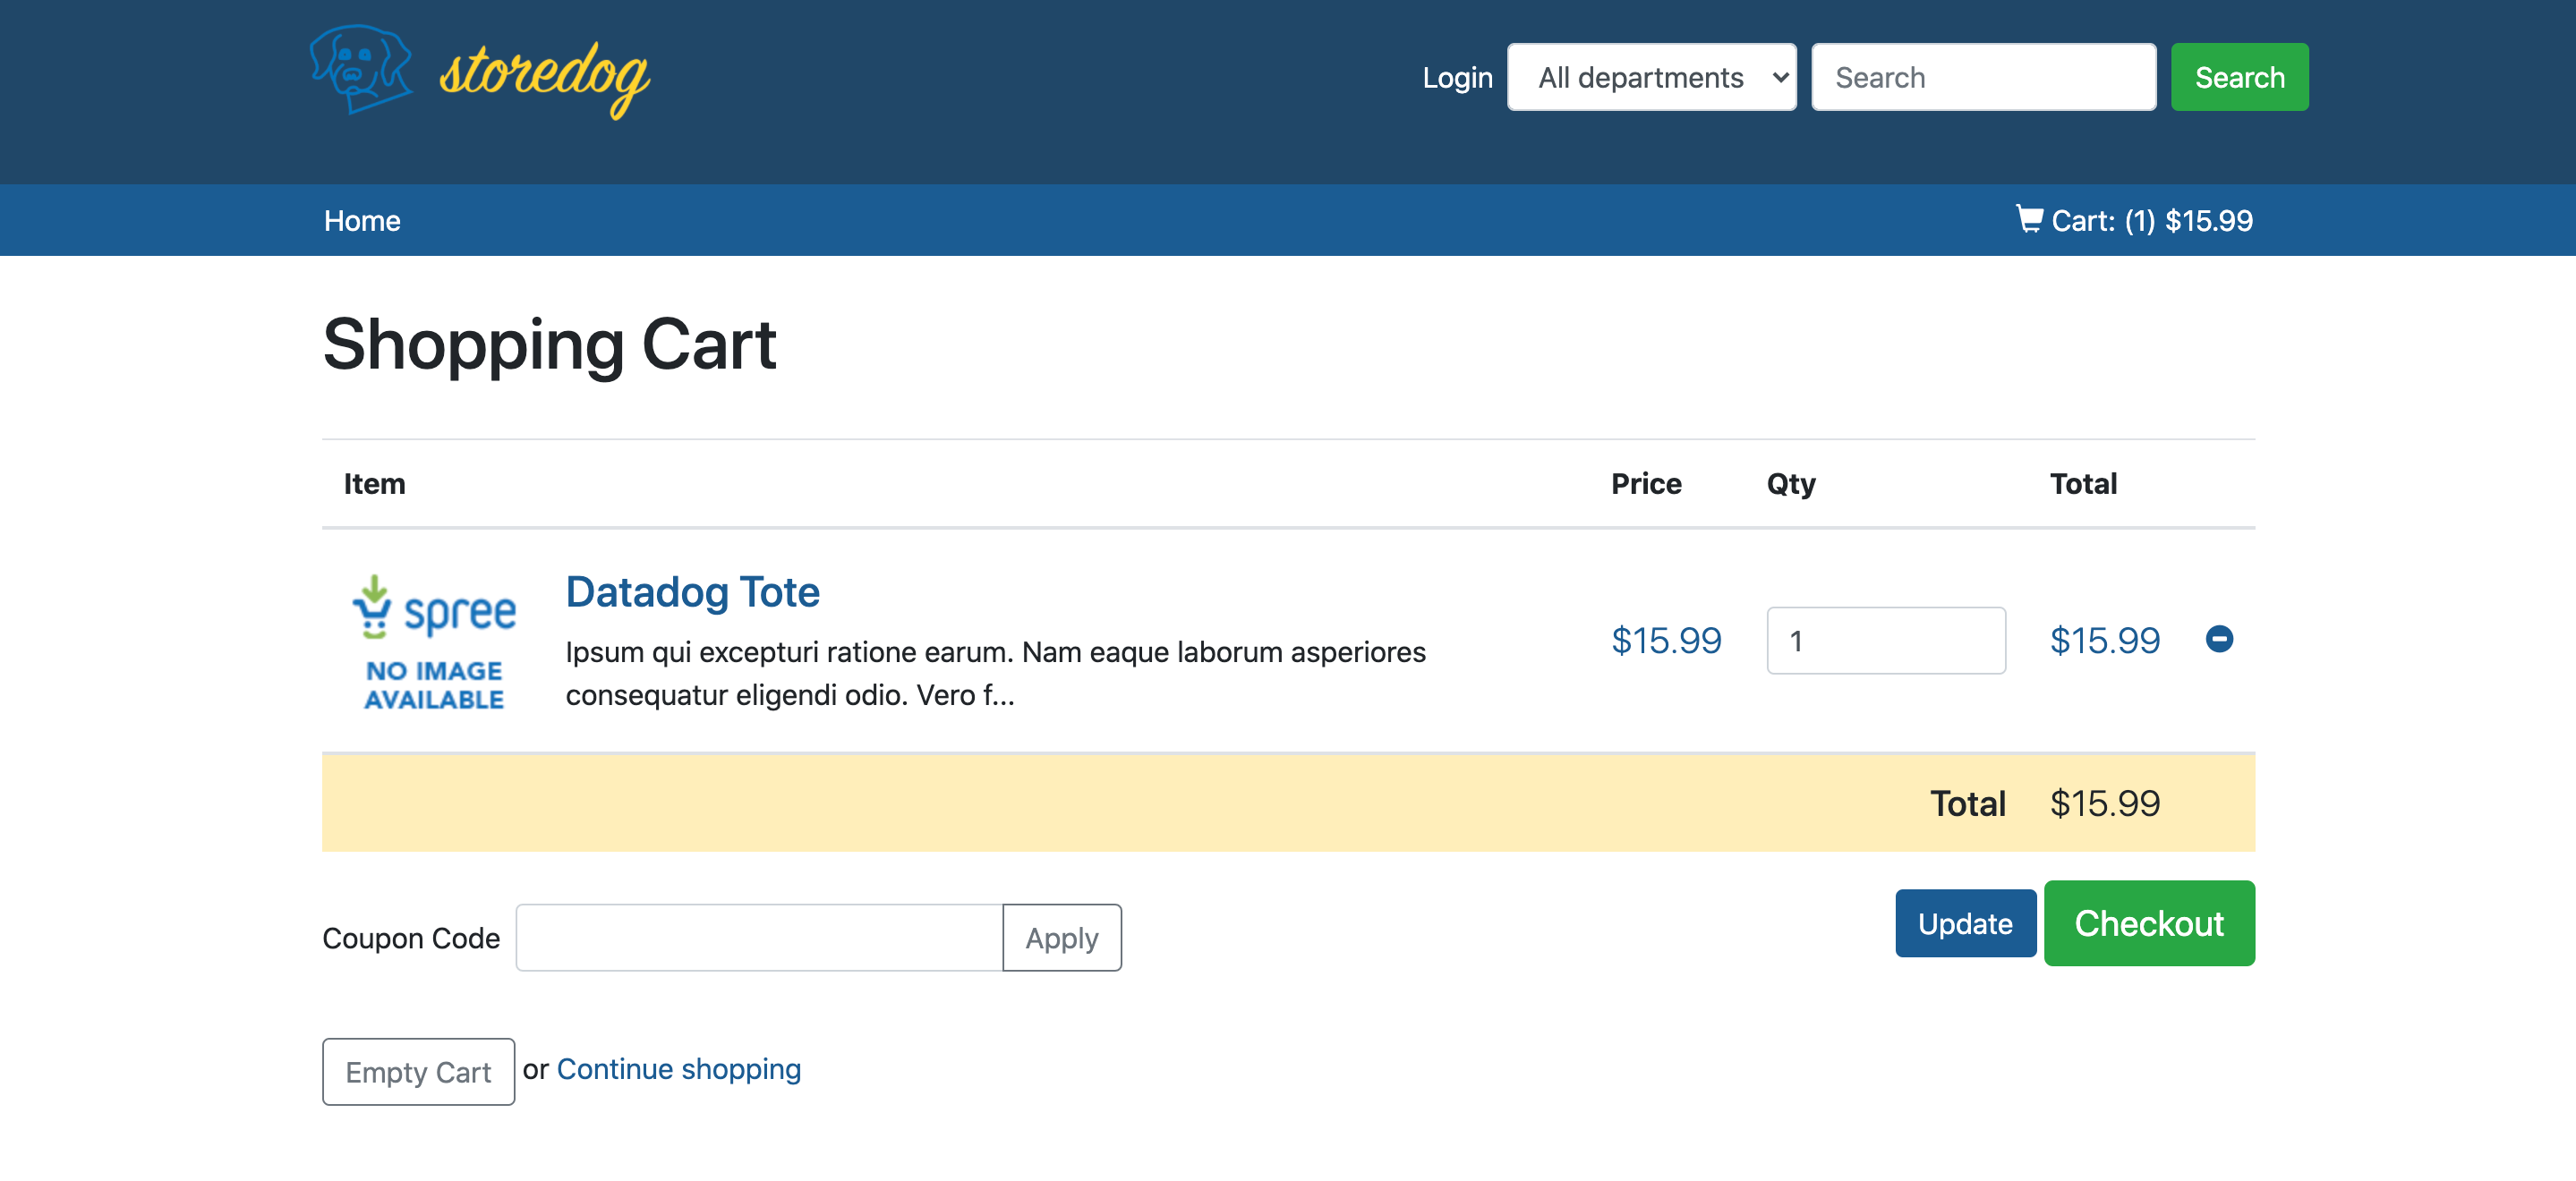 storedog
Login All departments Search Search
Home Cart: (1) $15.99
Shopping Cart
Item Price Qty Total
spree
NO IMAGE
AVAILABLE
Datadog Tote
Ipsum qui excepturi ratione earum. Nam eaque laborum asperiores
consequatur eligendi odio. Vero f...
$15.99 1 $15.99
Total $15.99
Coupon Code Apply
Update Checkout
Empty Cart or Continue shopping